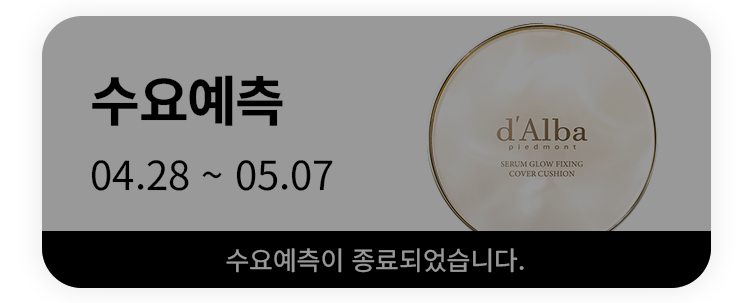 수요예측
04.28 ~ 05.07
d'Alba
piedmont
SERUM GLOW FIXING
COVER CUSHION
수요예측이 종료되었습니다.